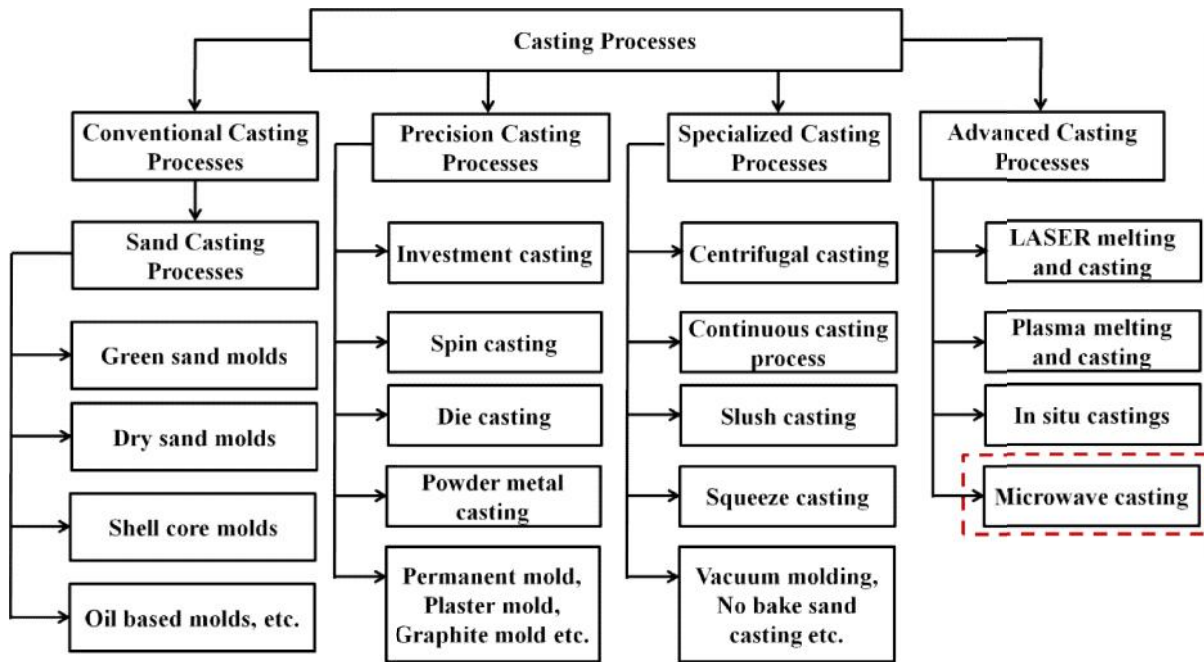 Casting Processes
Conventional Casting
Processes
Precision Casting
Processes
Specialized Casting
Processes
Advanced Casting
Processes
Sand Casting
Processes
Green sand molds
Dry sand molds
Shell core molds
Oil based molds, etc.
Investment casting
Spin casting
Die casting
Powder metal
casting
Permanent mold,
Plaster mold,
Graphite mold etc.
Centrifugal casting
Continuous casting
process
Slush casting
Squeeze casting
Vacuum molding,
No bake sand
casting etc.
LASER melting
and casting
Plasma melting
and casting
In situ castings
Microwave casting